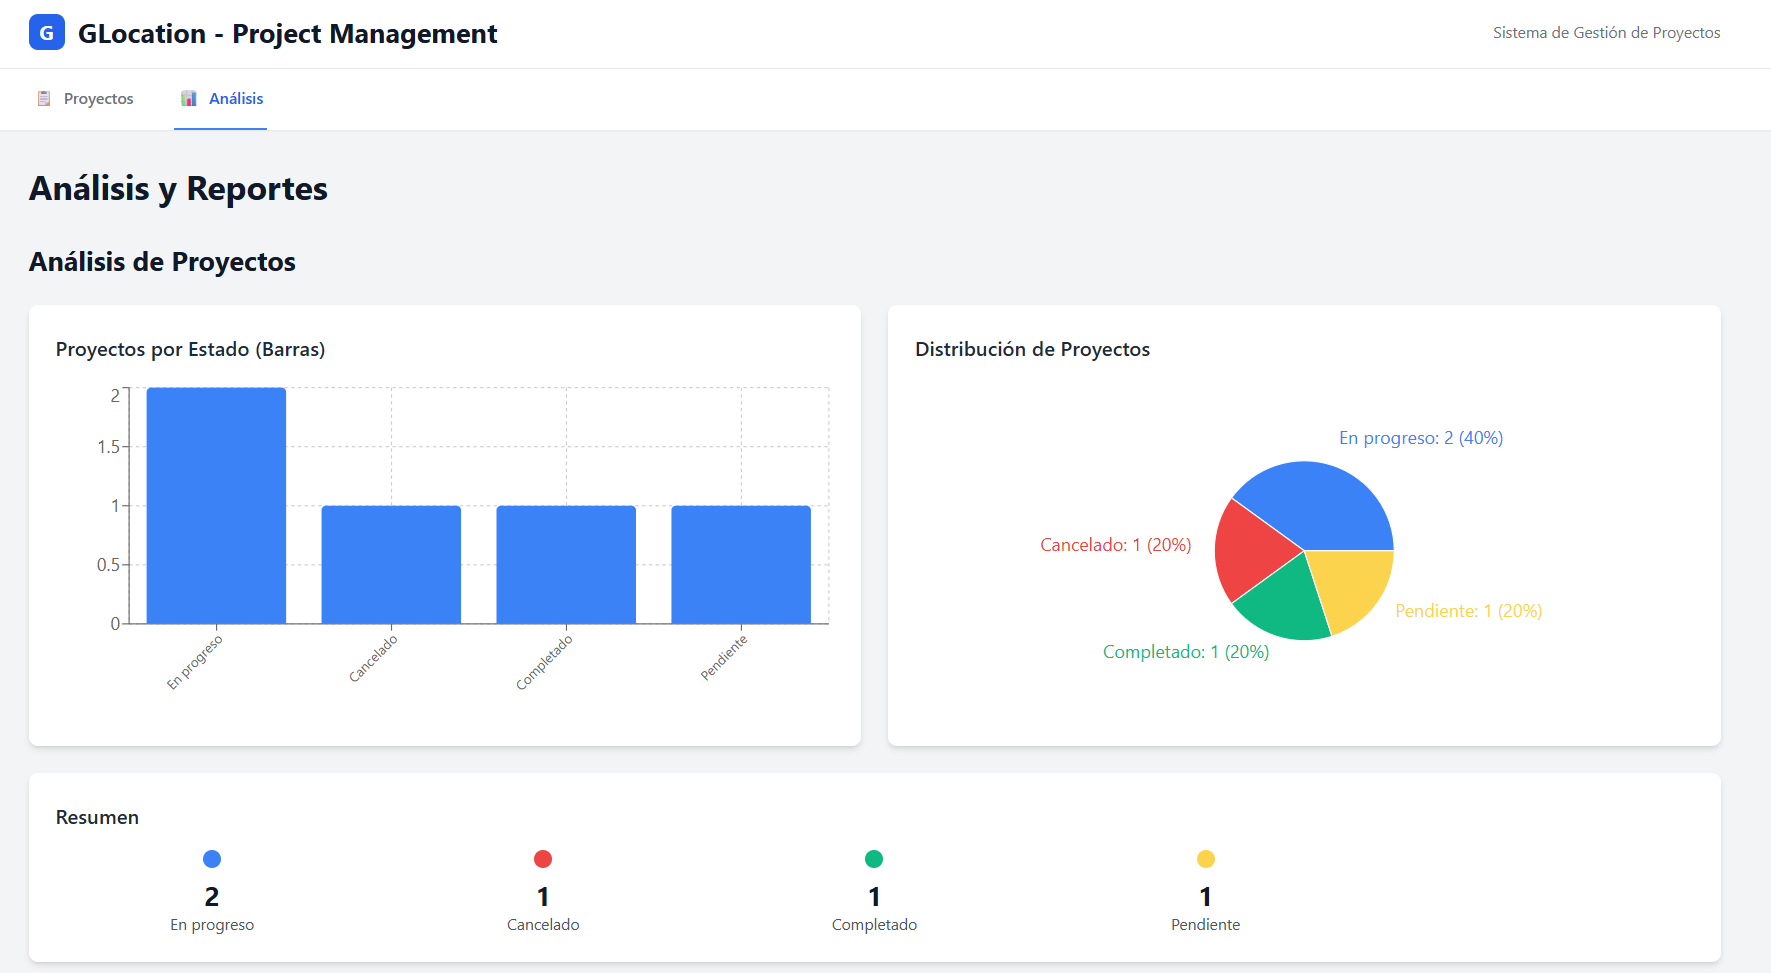 G GLocation - Project Management
Sistema de Gestión de Proyectos
Proyectos
Análisis
Análisis y Reportes
Análisis de Proyectos
Proyectos por Estado (Barras)
2
1.5
1
0.5
0
En progreso
Cancelado
Completado
Pendiente
Distribución de Proyectos
En progreso: 2 (40%)
Cancelado: 1 (20%)
Pendiente: 1 (20%)
Completado: 1 (20%)
Resumen
2
En progreso
1
Cancelado
1
Completado
1
Pendiente